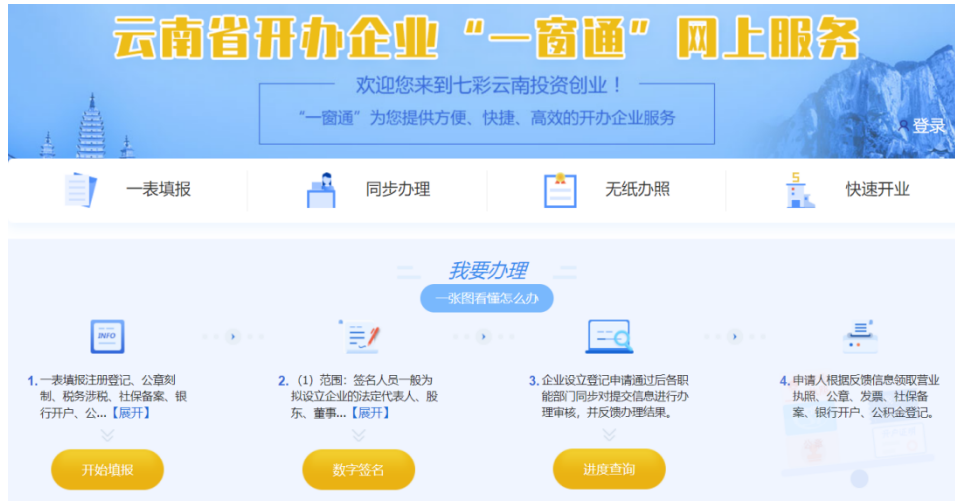 云南省开办企业“一窗通”网上服务
欢迎您来到七彩云南投资创业！
“一窗通”为您提供方便、快捷、高效的开办企业服务
登录
一表填报
同步办理
无纸办照
快速开业
我要办理
一张图看懂怎么办
INFO
1.一表填报注册登记、公章刻
制、税务涉税、社保备案、银
行开户、公...【展开】
开始填报
2.（1）范围：签名人员一般为
拟设立企业的法定代表人、股
东、董事...【展开】
数字签名
3.企业设立登记申请通过后各职
能部门同步对提交信息进行办
理审核，并反馈办理结果。
进度查询
4.申请人根据反馈信息领取营业
执照、公章、发票、社保备
案、银行开户、公积金登记。